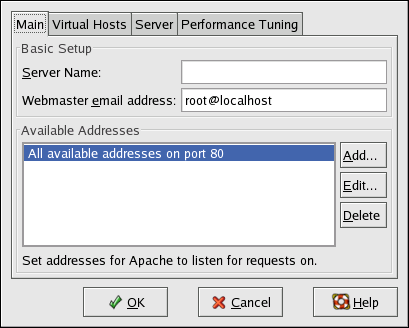 Main Virtual Hosts Server Performance Tuning
Basic Setup
Server Name:
Webmaster email address: root@localhost
Available Addresses
All available addresses on port 80
Add...
Edit...
Delete
Set addresses for Apache to listen for requests on.
OK Cancel Help